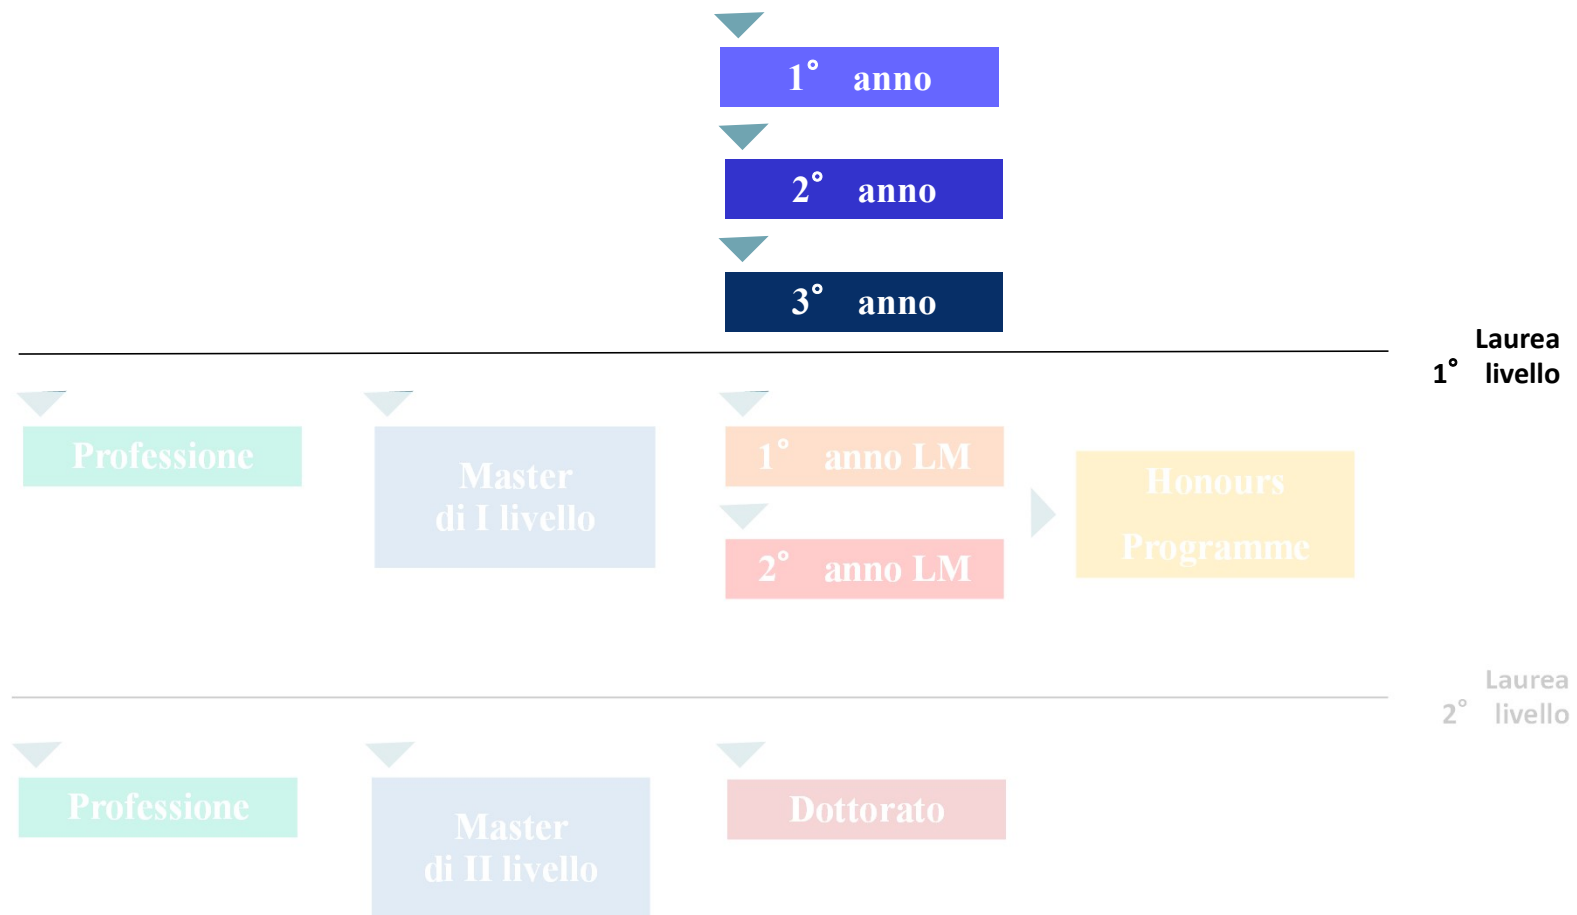 1° anno
2° anno
3° anno
Laurea
1° livello
Professione
Master
di I livello
1° anno LM
2° anno LM
Honours
Programme
Laurea
2° livello
Professione
Master
di II livello
Dottorato